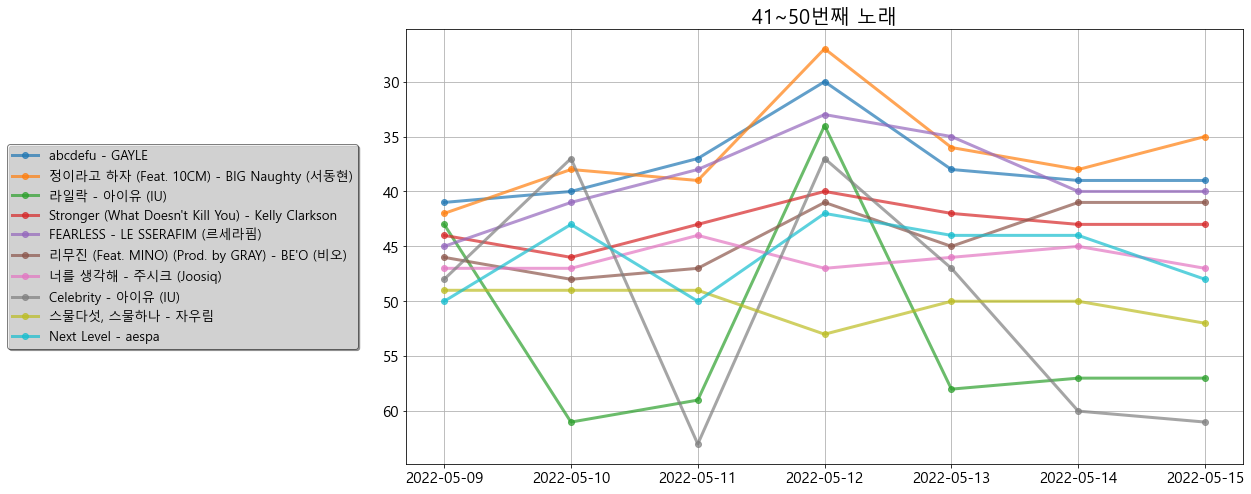 41~50번째 노래
abcdefu - GAYLE
정이라고 하자 (Feat. 10CM) - BIG Naughty (서동현)
라일락 - 아이유 (IU)
Stronger (What Doesn't Kill You) - Kelly Clarkson
FEARLESS - LE SSERAFIM (르세라핌)
리무진 (Feat. MINO) (Prod. by GRAY) - BE'O (비오)
너를 생각해 - 주시크 (Joosiq)
Celebrity - 아이유 (IU)
스물다섯, 스물하나 - 자우림
Next Level - aespa
30
35
40
45
50
55
60
2022-05-09 2022-05-10 2022-05-11 2022-05-12 2022-05-13 2022-05-14 2022-05-15